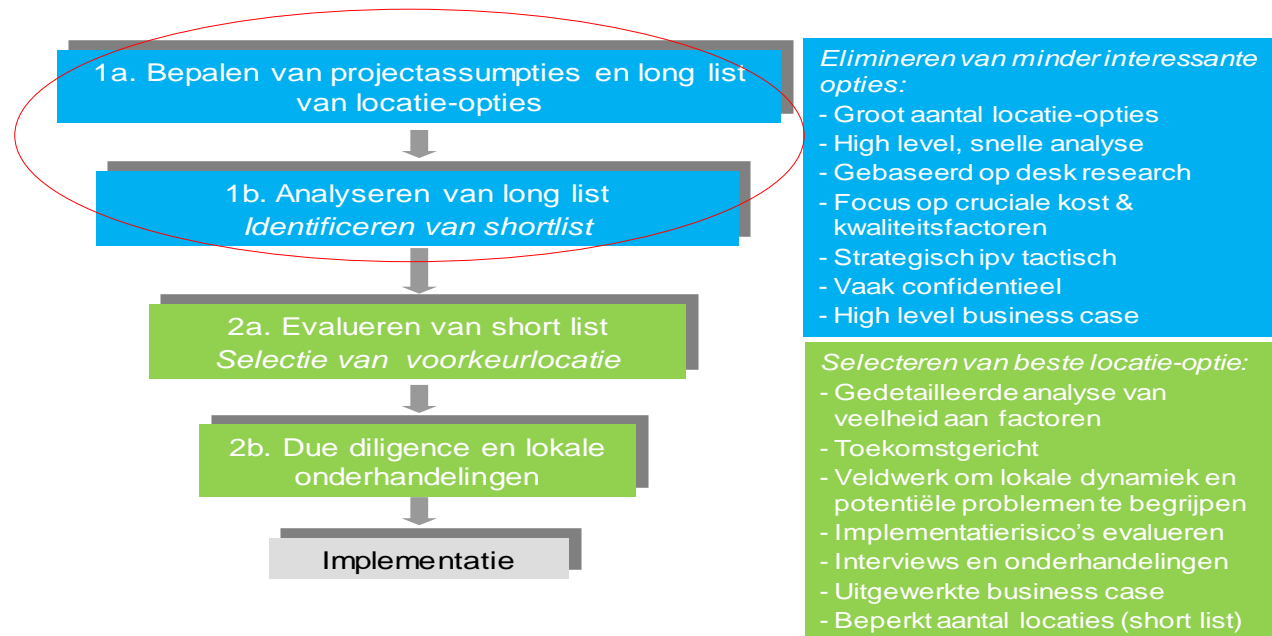 1a. Bepalen van projectassumpties en long list
van locatie-opties
1b. Analyseren van long list
Identificeren van shortlist
2a. Evalueren van short list
Selectie van voorkeurlocatie
2b. Due diligence en lokale
onderhandelingen
Implementatie
Elimineren van minder interessante
opties:
- Groot aantal locatie-opties
- High level, snelle analyse
- Gebaseerd op desk research
- Focus op cruciale kost &
kwaliteitsfactoren
- Strategisch ipv tactisch
- Vaak confidentieel
- High level business case
Selecteren van beste locatie-optie:
- Gedetailleerde analyse van
veelheid aan factoren
- Toekomstgericht
- Veldwerk om lokale dynamiek en
potentiële problemen te begrijpen
- Implementatierisico's evalueren
- Interviews en onderhandelingen
- Uitgewerkte business case
- Beperkt aantal locaties (short list)